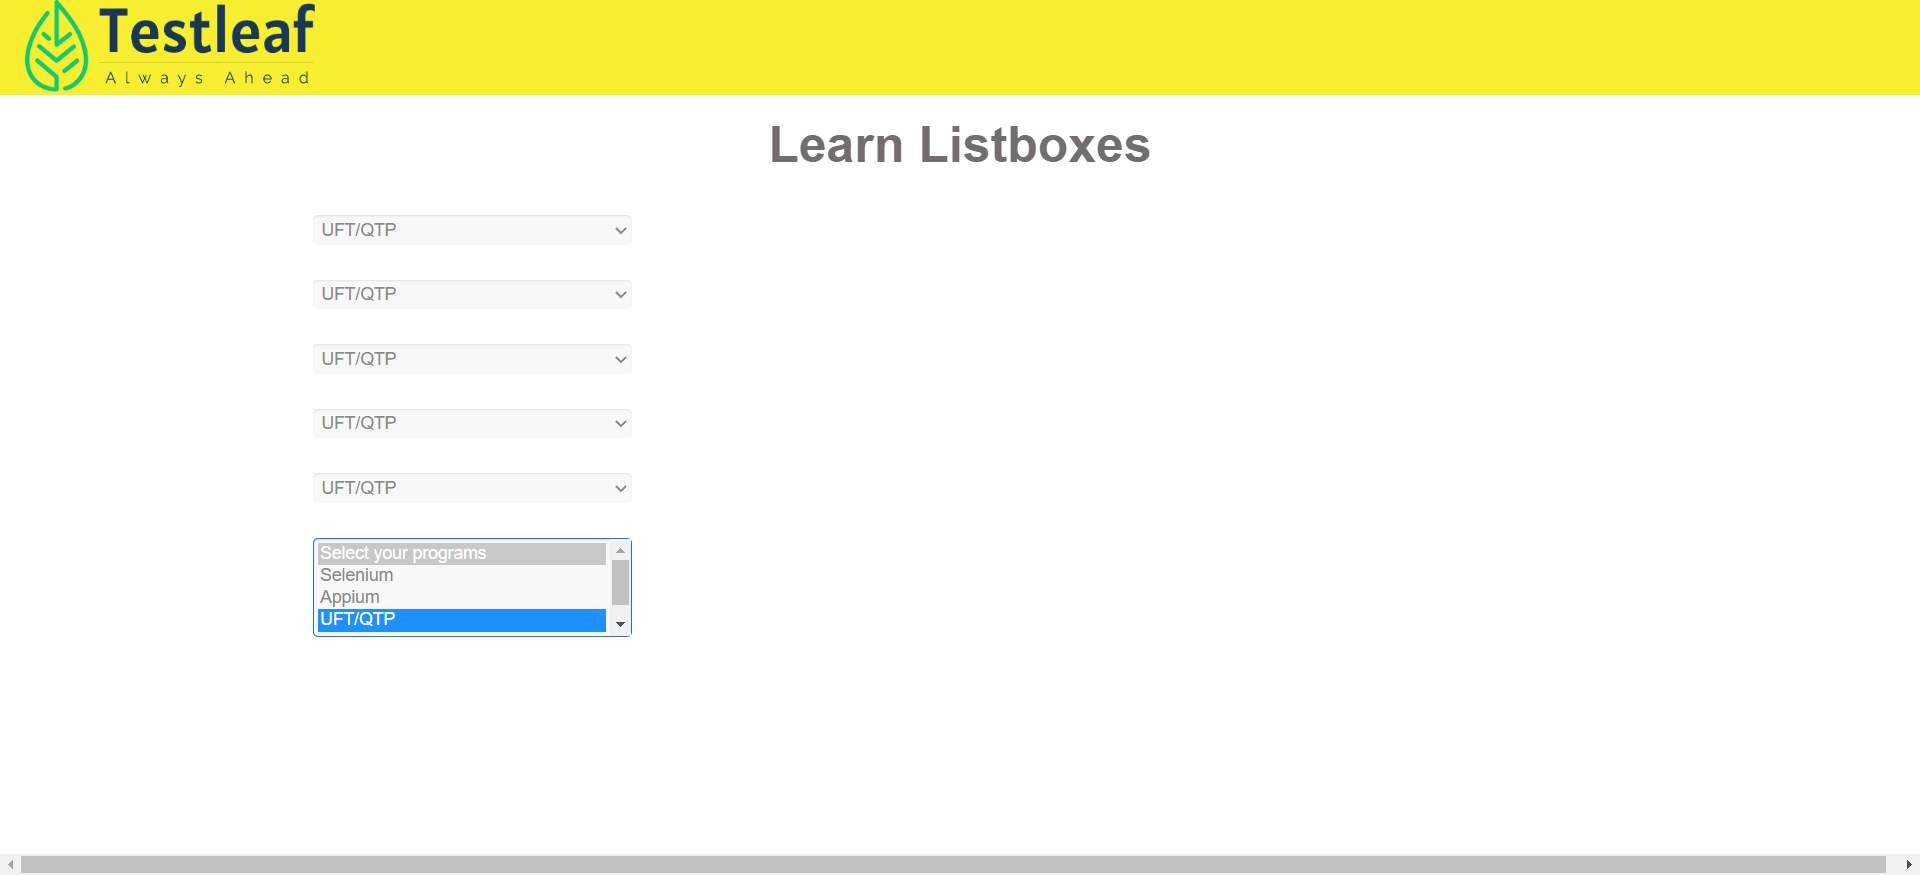 Testleaf
Always Ahead
Learn Listboxes
UFT/QTP
UFT/QTP
UFT/QTP
UFT/QTP
UFT/QTP
Select your programs
Selenium
Appium
UFT/QTP